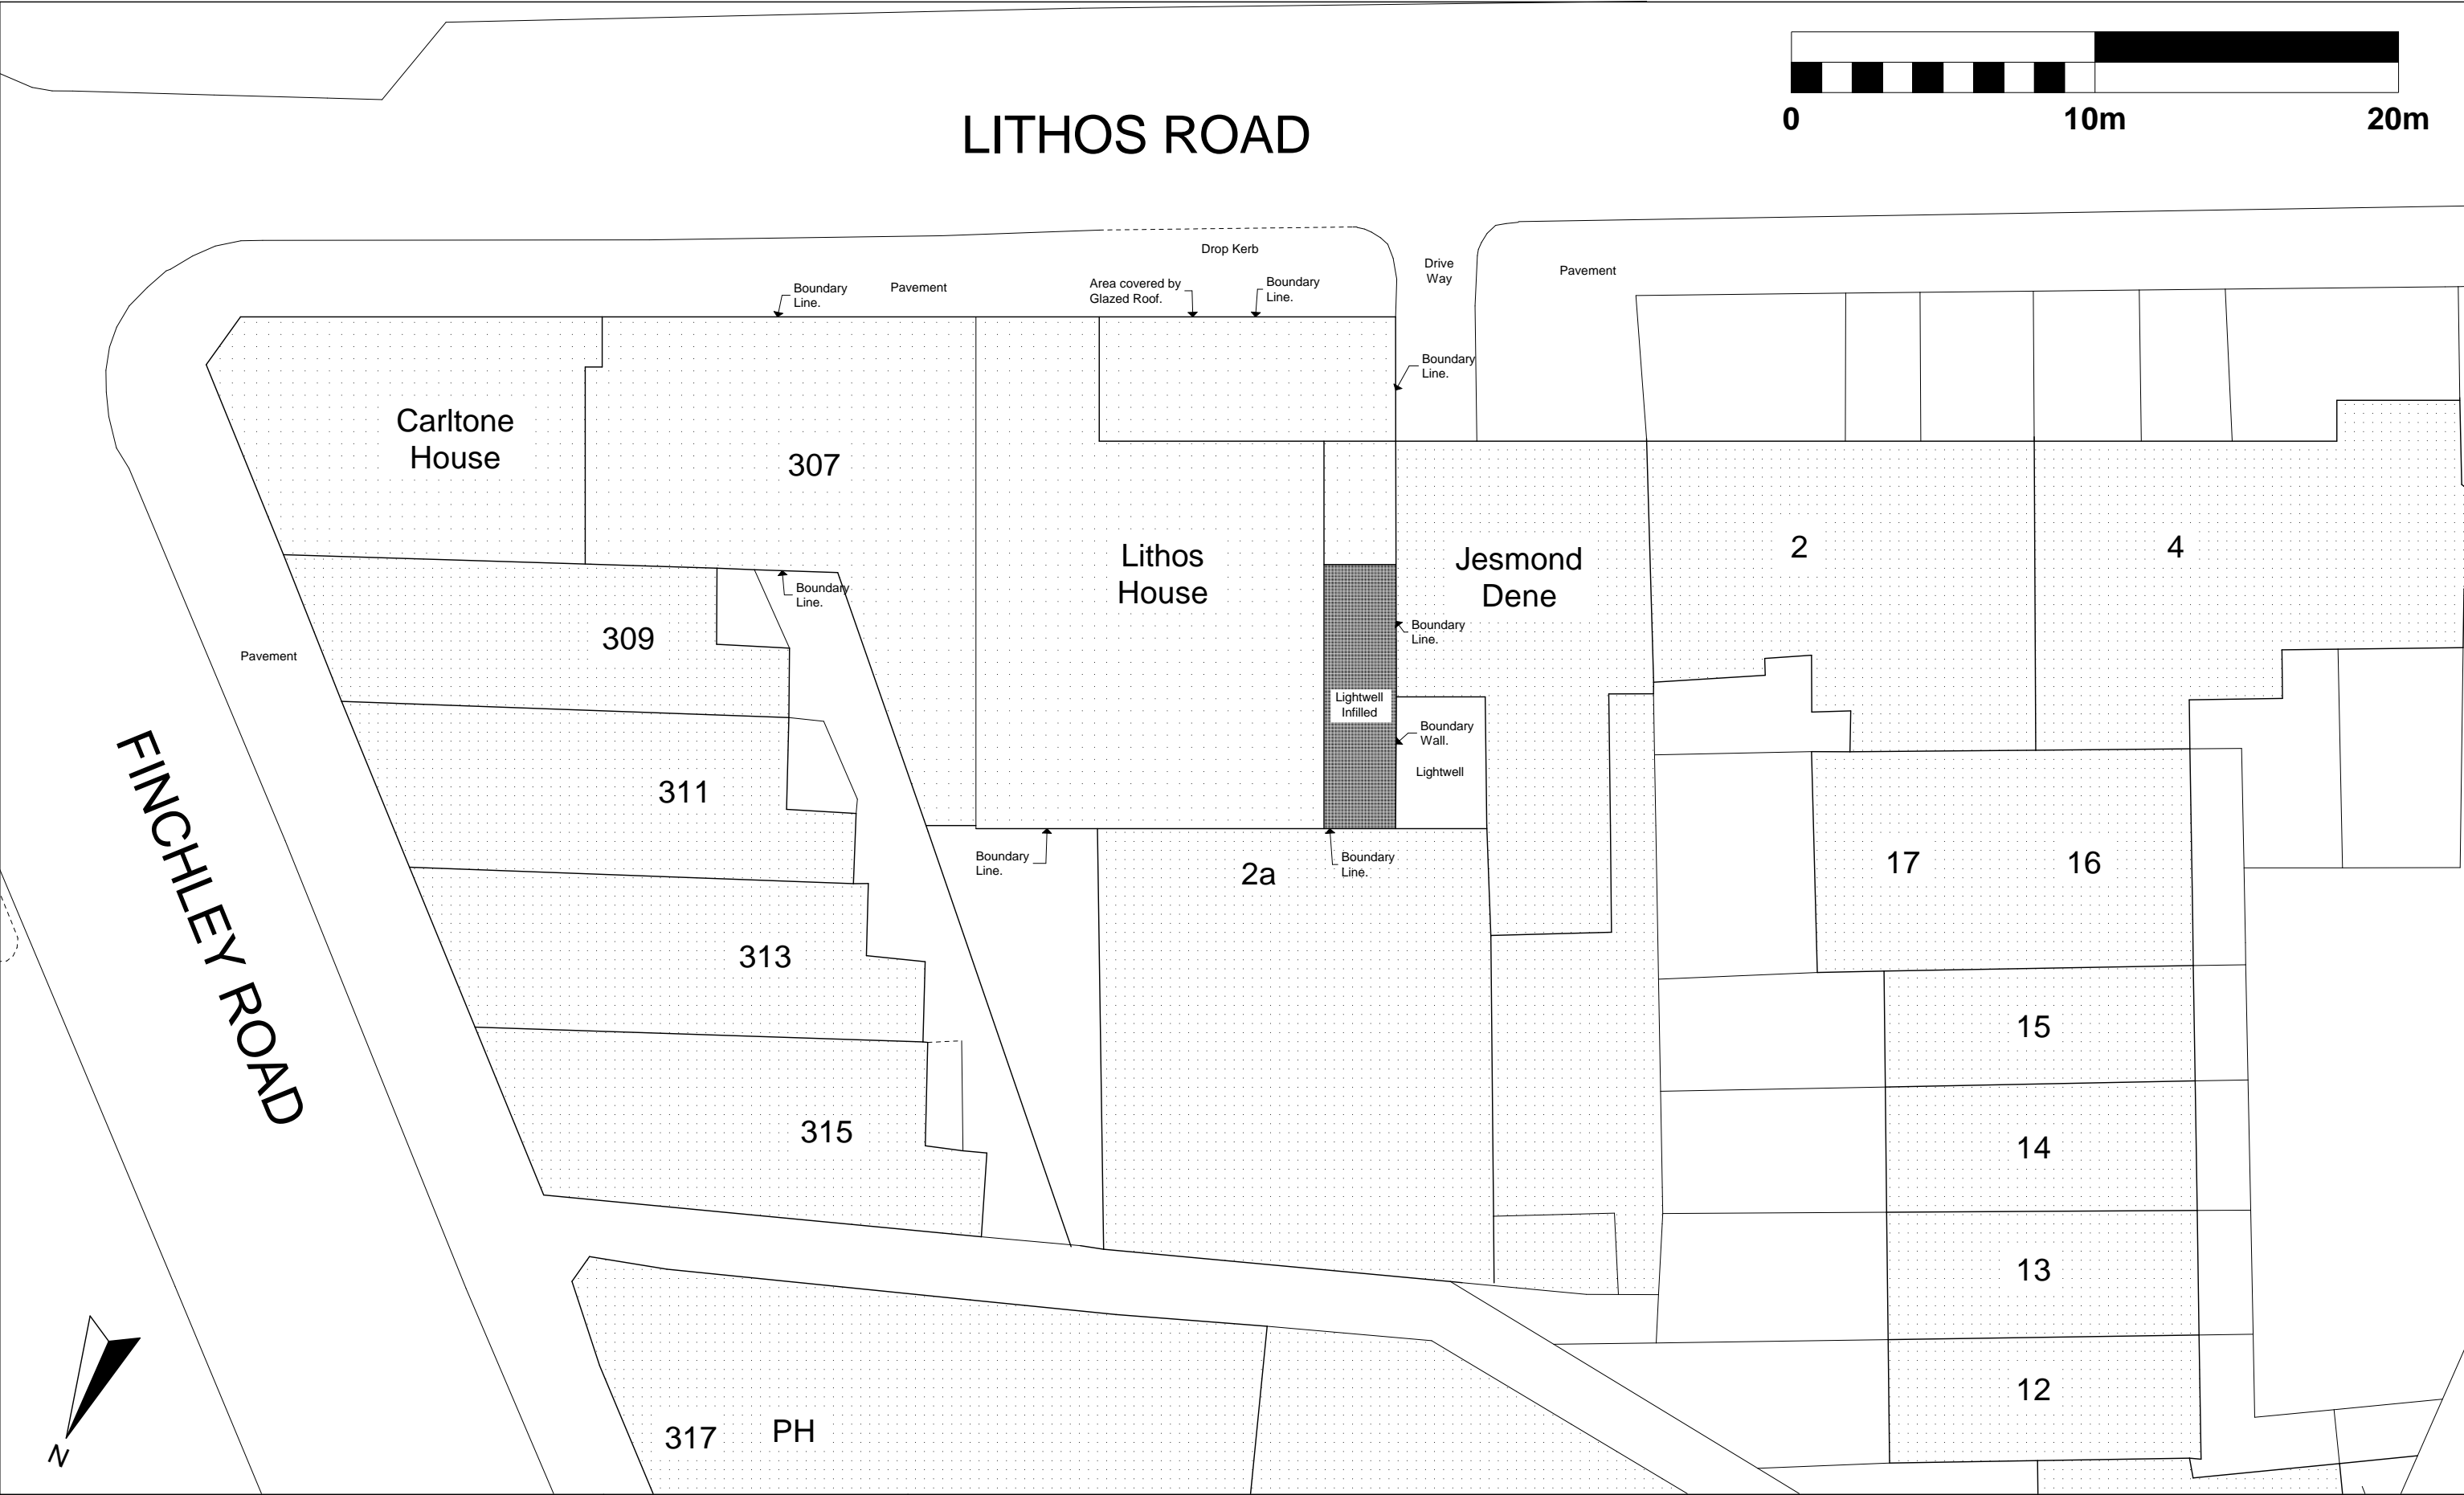 LITHOS ROAD
0 10m 20m
Drop Kerb
Drive
Way
Pavement
Boundary
Line.
Pavement
Area covered by
Glazed Roof.
Boundary
Line.
Boundary
Line.
Carltone
House
307
Lithos
House
Jesmond
Dene
2
4
Boundary
Line.
309
Pavement
Boundary
Line.
Lightwell
Infilled
Boundary
Wall.
Lightwell
311
FINCHLEY ROAD
Boundary
Line.
2a
Boundary
Line.
17
16
313
15
315
14
13
12
317
PH
N